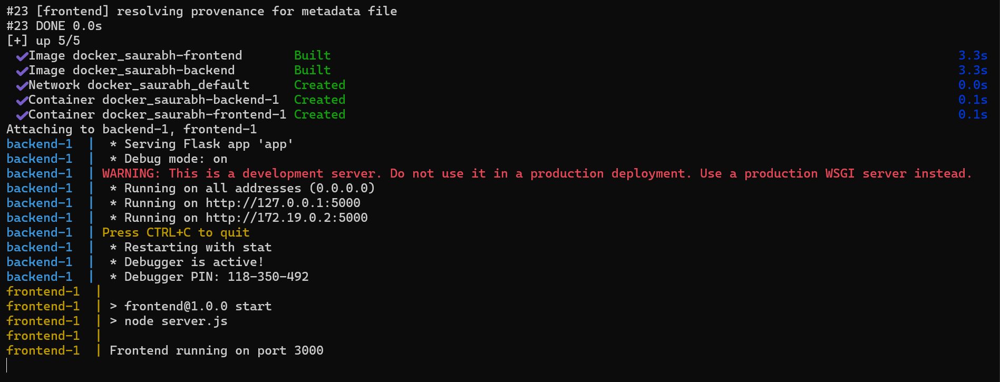 #23 [frontend] resolving provenance for metadata file
#23 DONE 0.0s
[+] up 5/5
✔Image docker_saurabh-frontend Built 3.3s
✔Image docker_saurabh-backend Built 3.3s
✔Network docker_saurabh_default Created 0.0s
✔Container docker_saurabh-backend-1 Created 0.1s
✔Container docker_saurabh-frontend-1 Created 0.1s
Attaching to backend-1, frontend-1
backend-1 | * Serving Flask app 'app'
backend-1 | * Debug mode: on
backend-1 | WARNING: This is a development server. Do not use it in a production deployment. Use a production WSGI server instead.
backend-1 | * Running on all addresses (0.0.0.0)
backend-1 | * Running on http://127.0.0.1:5000
backend-1 | * Running on http://172.19.0.2:5000
backend-1 | Press CTRL+C to quit
backend-1 | * Restarting with stat
backend-1 | * Debugger is active!
backend-1 | * Debugger PIN: 118-350-492
frontend-1 |
frontend-1 | > frontend@1.0.0 start
frontend-1 | > node server.js
frontend-1 |
frontend-1 | Frontend running on port 3000